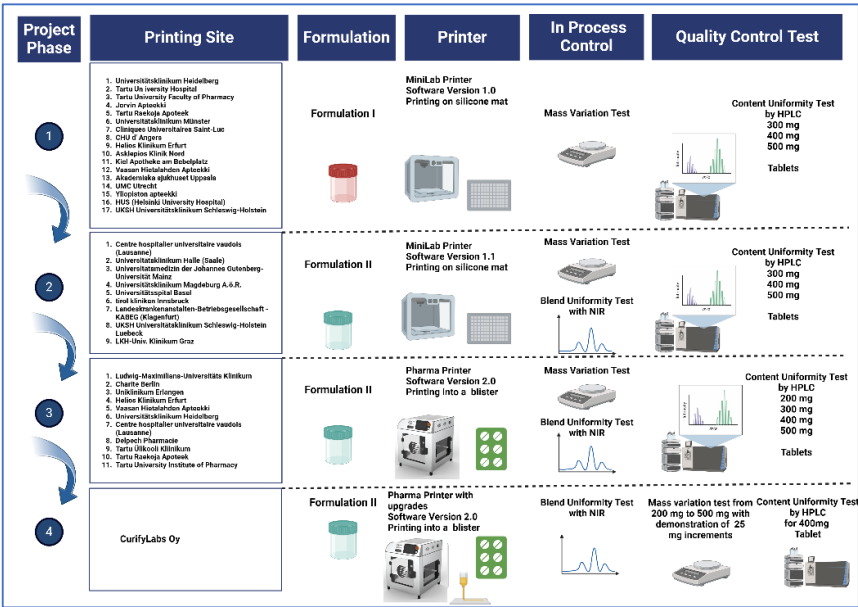 Project
Phase
Printing Site
Formulation
Printer
In Process
Control
Quality Control Test
1
1. Universitätsklinikum Heidelberg
2. Tartu University Hospital
3. Tartu University Faculty of Pharmacy
4. Jarvin Apteekki
5. Tartu Raekoja Apoteek
6. Universitätsklinikum Münster
7. Cliniques Universitaires Saint-Luc
8. CHU d' Angers
9. Helios Klinikum Erfurt
10. Asklepios Klinik Nord
11. Kiel Apotheke am Bebelplatz
12. Vaasan Hietalahden Apteekki
13. Akademiska sjukhuset Uppsala
14. UMC Utrecht
15. Yliopiston apteekki
16. HUS (Helsinki University Hospital)
17. UKSH Universitätsklinikum Schleswig-Holstein
Formulation I
MiniLab Printer
Software Version 1.0
Printing on silicone mat
Mass Variation Test
Content Uniformity Test
by HPLC
300 mg
400 mg
500 mg
Tablets
2
1. Centre hospitalier universitaire vaudois
(Lausanne)
2. Universitätsklinikum Halle (Saale)
3. Universitätsmedizin der Johannes Gutenberg-
Universität Mainz
4. Universitätsklinikum Magdeburg A.ö.R.
5. Universitätsspital Basel
6. tirol kliniken Innsbruck
7. Landeskrankenanstalten-Betriebsgesellschaft -
KABEG (Klagenfurt)
8. UKSH Universitätsklinikum Schleswig-Holstein
Luebeck
9. LKH-Univ. Klinikum Graz
Formulation II
MiniLab Printer
Software Version 1.1
Printing on silicone mat
Mass Variation Test
Blend Uniformity Test
with NIR
Content Uniformity Test
by HPLC
300 mg
400 mg
500 mg
Tablets
3
1. Ludwig-Maximilians-Universitäts Klinikum
2. Charite Berlin
3. Uniklinikum Erlangen
4. Helios Klinikum Erfurt
5. Vaasan Hietalahden Apteekki
6. Universitätsklinikum Heidelberg
7. Centre hospitalier universitaire vaudois
(Lausanne)
8. Delpech Pharmacie
9. Tartu Ülikooli Kliinikum
10. Tartu Raekoja Apoteek
11. Tartu University Institute of Pharmacy
Formulation II
Pharma Printer
Software Version 2.0
Printing into a blister
Mass Variation Test
Blend Uniformity Test
with NIR
Content Uniformity Test
by HPLC
200 mg
300 mg
400 mg
500 mg
Tablets
4
CurifyLabs Oy
Formulation II
Pharma Printer with
upgrades
Software Version 2.0
Printing into a blister
Blend Uniformity Test
with NIR
Mass variation test from
200 mg to 500 mg with
demonstration of 25
mg increments
Content Uniformity Test
by HPLC
for 400mg
Tablet